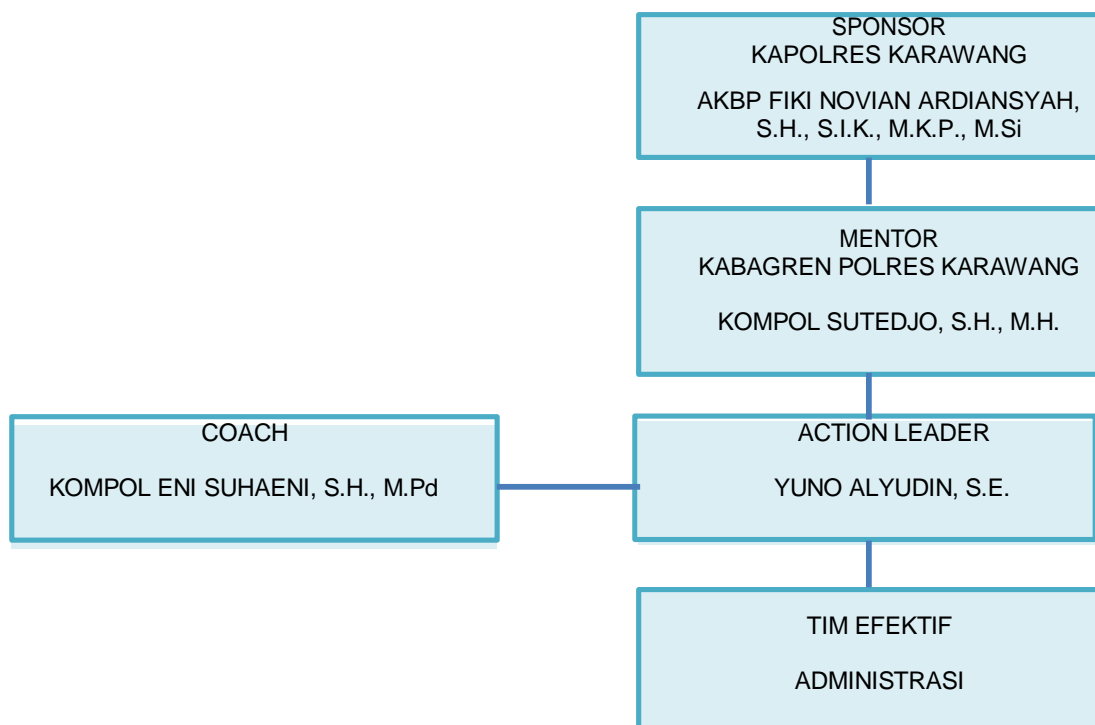 SPONSOR
KAPOLRES KARAWANG
AKBP FIKI NOVIAN ARDIANSYAH,
S.H., S.I.K., M.K.P., M.Si
MENTOR
KABAGREN POLRES KARAWANG
KOMPOL SUTEDJO, S.H., M.H.
COACH
KOMPOL ENI SUHAENI, S.H., M.Pd
ACTION LEADER
YUNO ALYUDIN, S.E.
TIM EFEKTIF
ADMINISTRASI